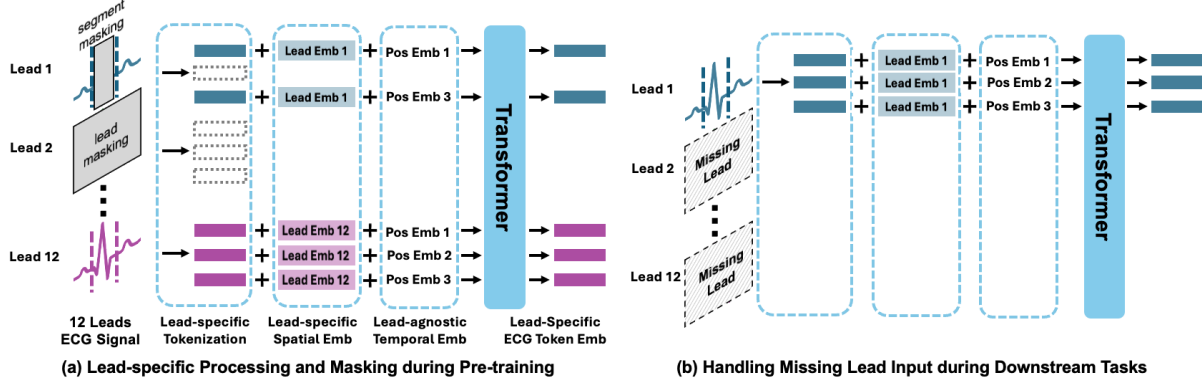 segment
masking
Lead 1
+ Lead Emb 1 + Pos Emb 1
+ Lead Emb 1 + Pos Emb 3
Lead 2
lead
masking
Lead 12
+ Lead Emb 12 + Pos Emb 1
+ Lead Emb 12 + Pos Emb 2
+ Lead Emb 12 + Pos Emb 3
Transformer
12 Leads
ECG Signal
Lead-specific
Tokenization
Lead-specific
Spatial Emb
Lead-agnostic
Temporal Emb
Lead-Specific
ECG Token Emb
(a) Lead-specific Processing and Masking during Pre-training
Lead 1
+ Lead Emb 1 + Pos Emb 1
+ Lead Emb 1 + Pos Emb 2
+ Lead Emb 1 + Pos Emb 3
Lead 2
Missing
Lead
Lead 12
Missing
Lead
Transformer
(b) Handling Missing Lead Input during Downstream Tasks